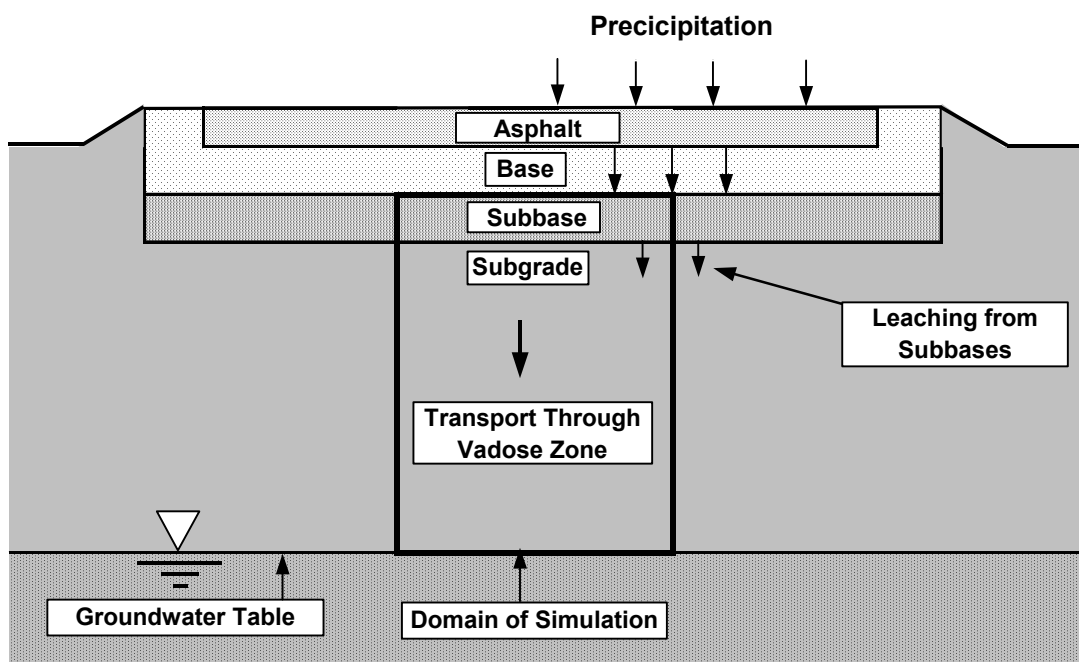 Precicipitation
Asphalt
Base
Subbase
Subgrade
Leaching from
Subbases
Transport Through
Vadose Zone
Groundwater Table
Domain of Simulation